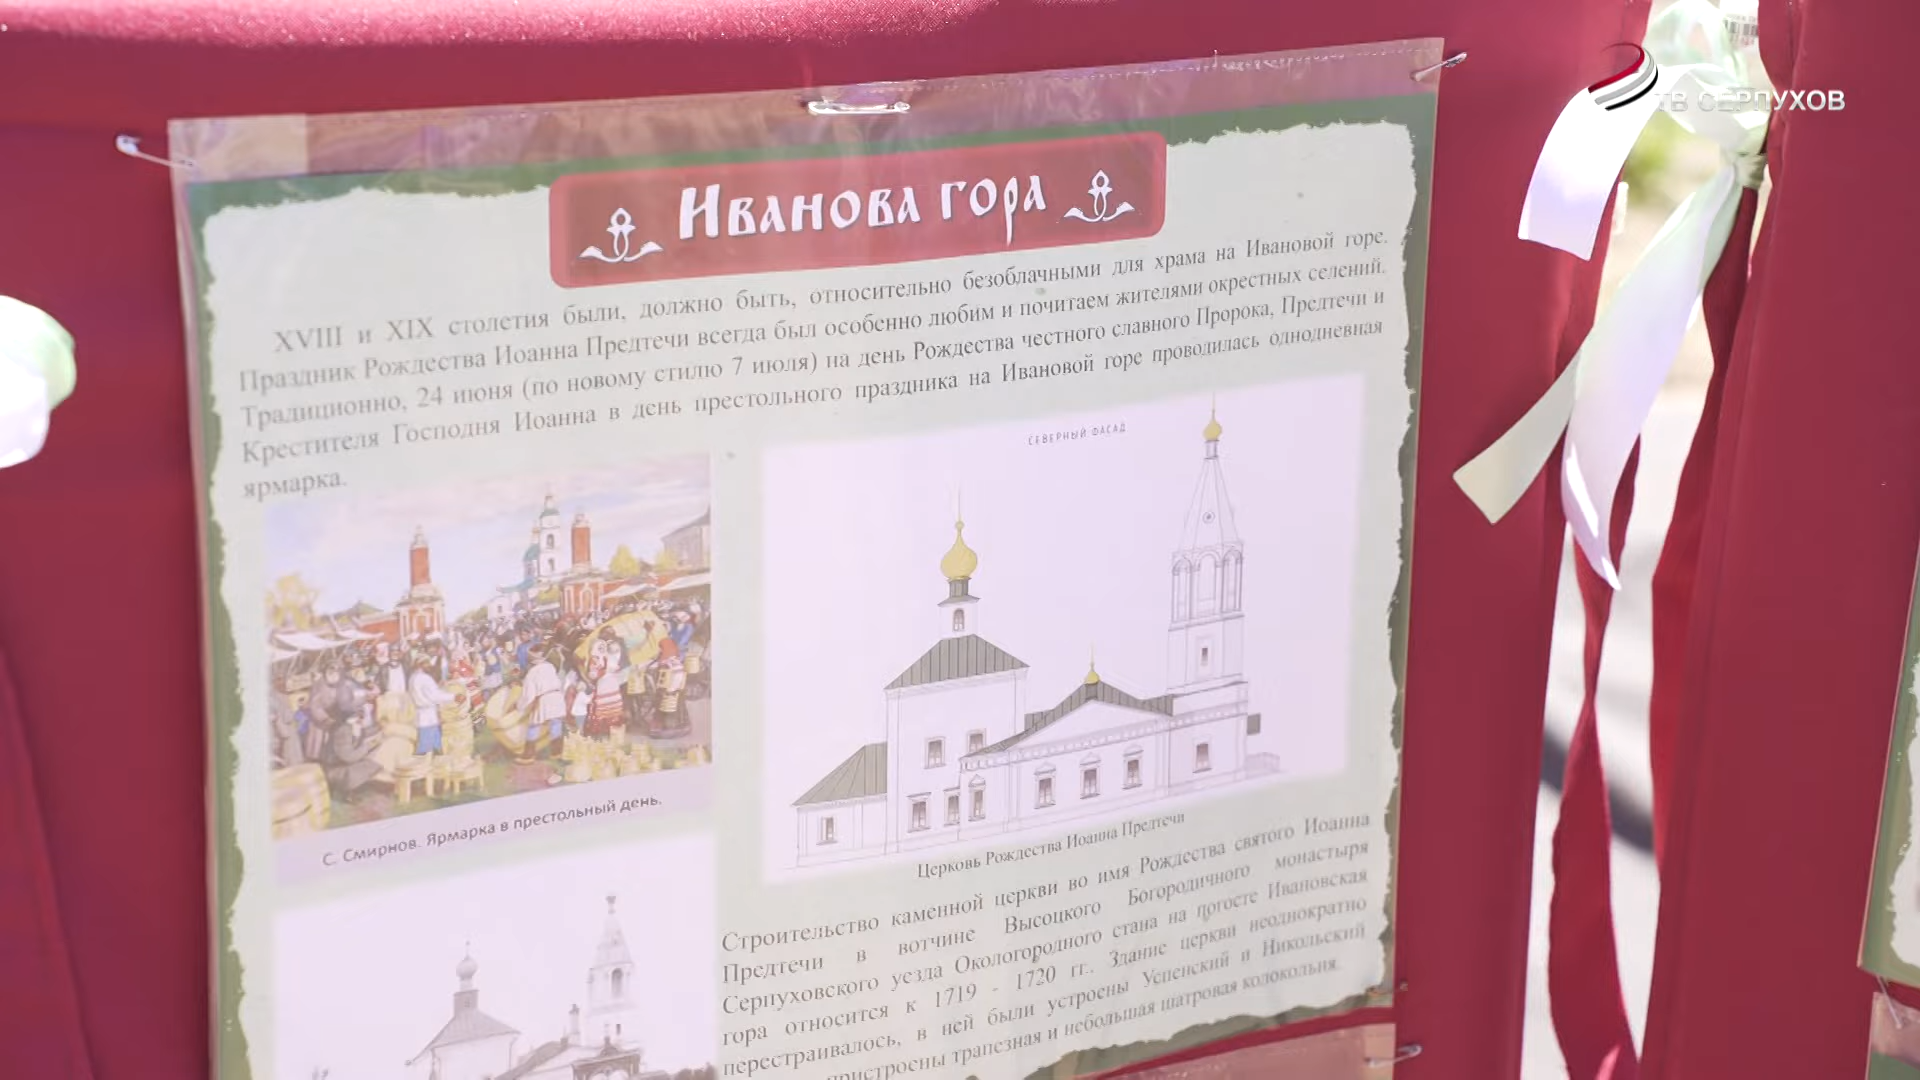 ТВ СЕРПУХОВ
Иванова гора
XVIII и XIX столетия были, должно быть, относительно безоблачными для храма на Ивановой горе.
Праздник Рождества Иоанна Предтечи всегда был особенно любим и почитаем жителями окрестных селений.
Традиционно, 24 июня (по новому стилю 7 июля) на день Рождества честного славного Пророка, Предтечи и
Крестителя Господня Иоанна в день престольного праздника на Ивановой горе проводилась однодневная
ярмарка.
СЕВЕРНЫЙ ФАСАД
С. Смирнов. Ярмарка в престольный день.
Церковь Рождества Иоанна Предтечи
Строительство каменной церкви во имя Рождества святого Иоанна
Предтечи в вотчине Высоцкого Богородичного монастыря
Серпуховского уезда Окологородного стана на погосте Ивановская
гора относится к 1719 - 1720 гг. Здание церкви неоднократно
перестраивалось, в ней были устроены Успенский и Никольский
пристроены трапезная и небольшая шатровая колокольня.